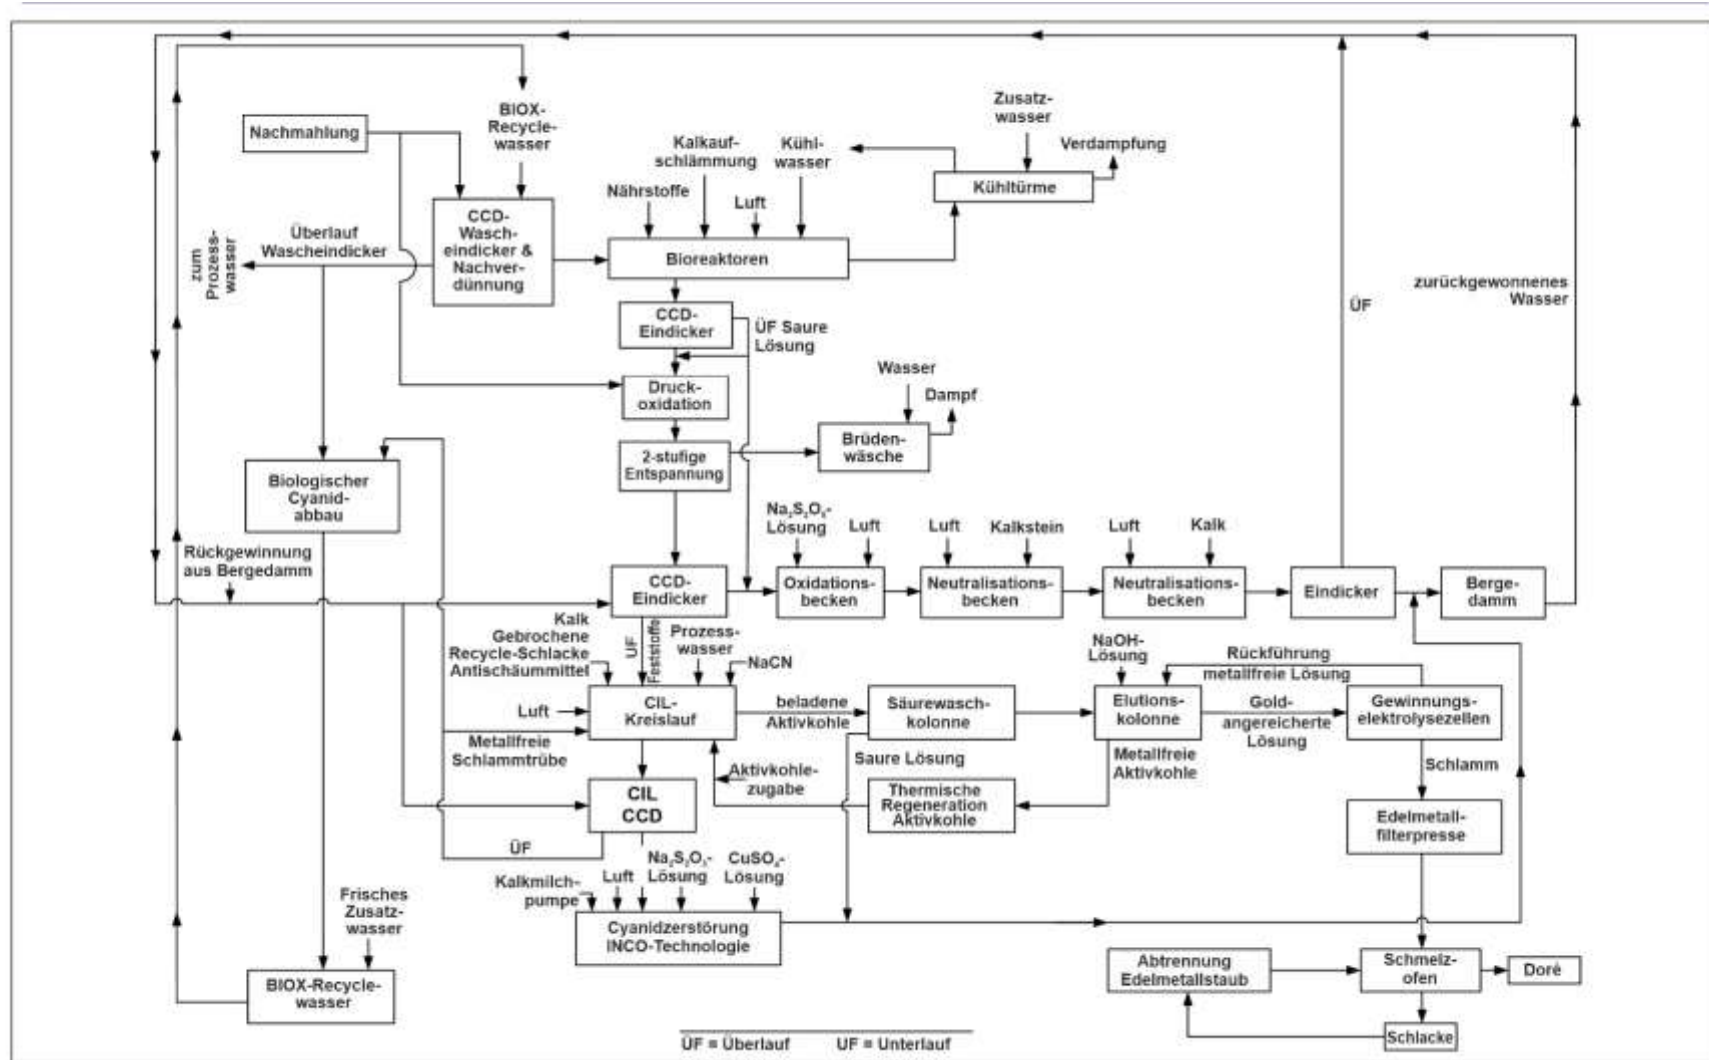 Nachmahlung
BIOX-
Recycle-
wasser
Zusatz-
wasser
Verdampfung
Kühltürme
Kalkauf-
schlämmung
Kühl-
wasser
Nährstoffe
Luft
CCD-
Wasch-
eindicker &
Nachver-
dünnung
Überlauf
Wascheindicker
zum
Prozess-
wasser
Bioreaktoren
zurückgewonnenes
Wasser
ÜF
CCD-
Eindicker
ÜF Saure
Lösung
Druck-
oxidation
Wasser
Dampf
Brüden-
wäsche
2-stufige
Entspannung
Biologischer
Cyanid-
abbau
Rückgewinnung
aus Bergedamm
Lösung
Luft
Luft
Kalkstein
Luft
Kalk
CCD-
Eindicker
Oxidations-
becken
Neutralisations-
becken
Neutralisations-
becken
Eindicker
Berge-
damm
Kalk
Gebrochene
Recycle-Schlacke
Antischäummittel
UF
Feststoffe
Prozess-
wasser
NaCN
NaOH-
Lösung
Rückführung
metallfreie Lösung
Luft
CIL-
Kreislauf
beladene
Aktivkohle
Säurewasch-
kolonne
Elutions-
kolonne
Gold-
angereicherte
Lösung
Gewinnungs-
elektrolysezellen
Metallfreie
Schlammtrübe
Saure Lösung
Metallfreie
Aktivkohle
Schlamm
Aktivkohle-
zugabe
Thermische
Regeneration
Aktivkohle
CIL
CCD
Edelmetall-
filterpresse
ÜF
Kalkmilch-
pumpe
Luft
Na₂S₂O₅-
Lösung
CuSO₄-
Lösung
Frisches
Zusatz-
wasser
Cyanidzerstörung
INCO-Technologie
BIOX-Recycle-
wasser
Abtrennung
Edelmetallstaub
Schmelz-
ofen
Doré
Schlacke
ÜF = Überlauf UF = Unterlauf